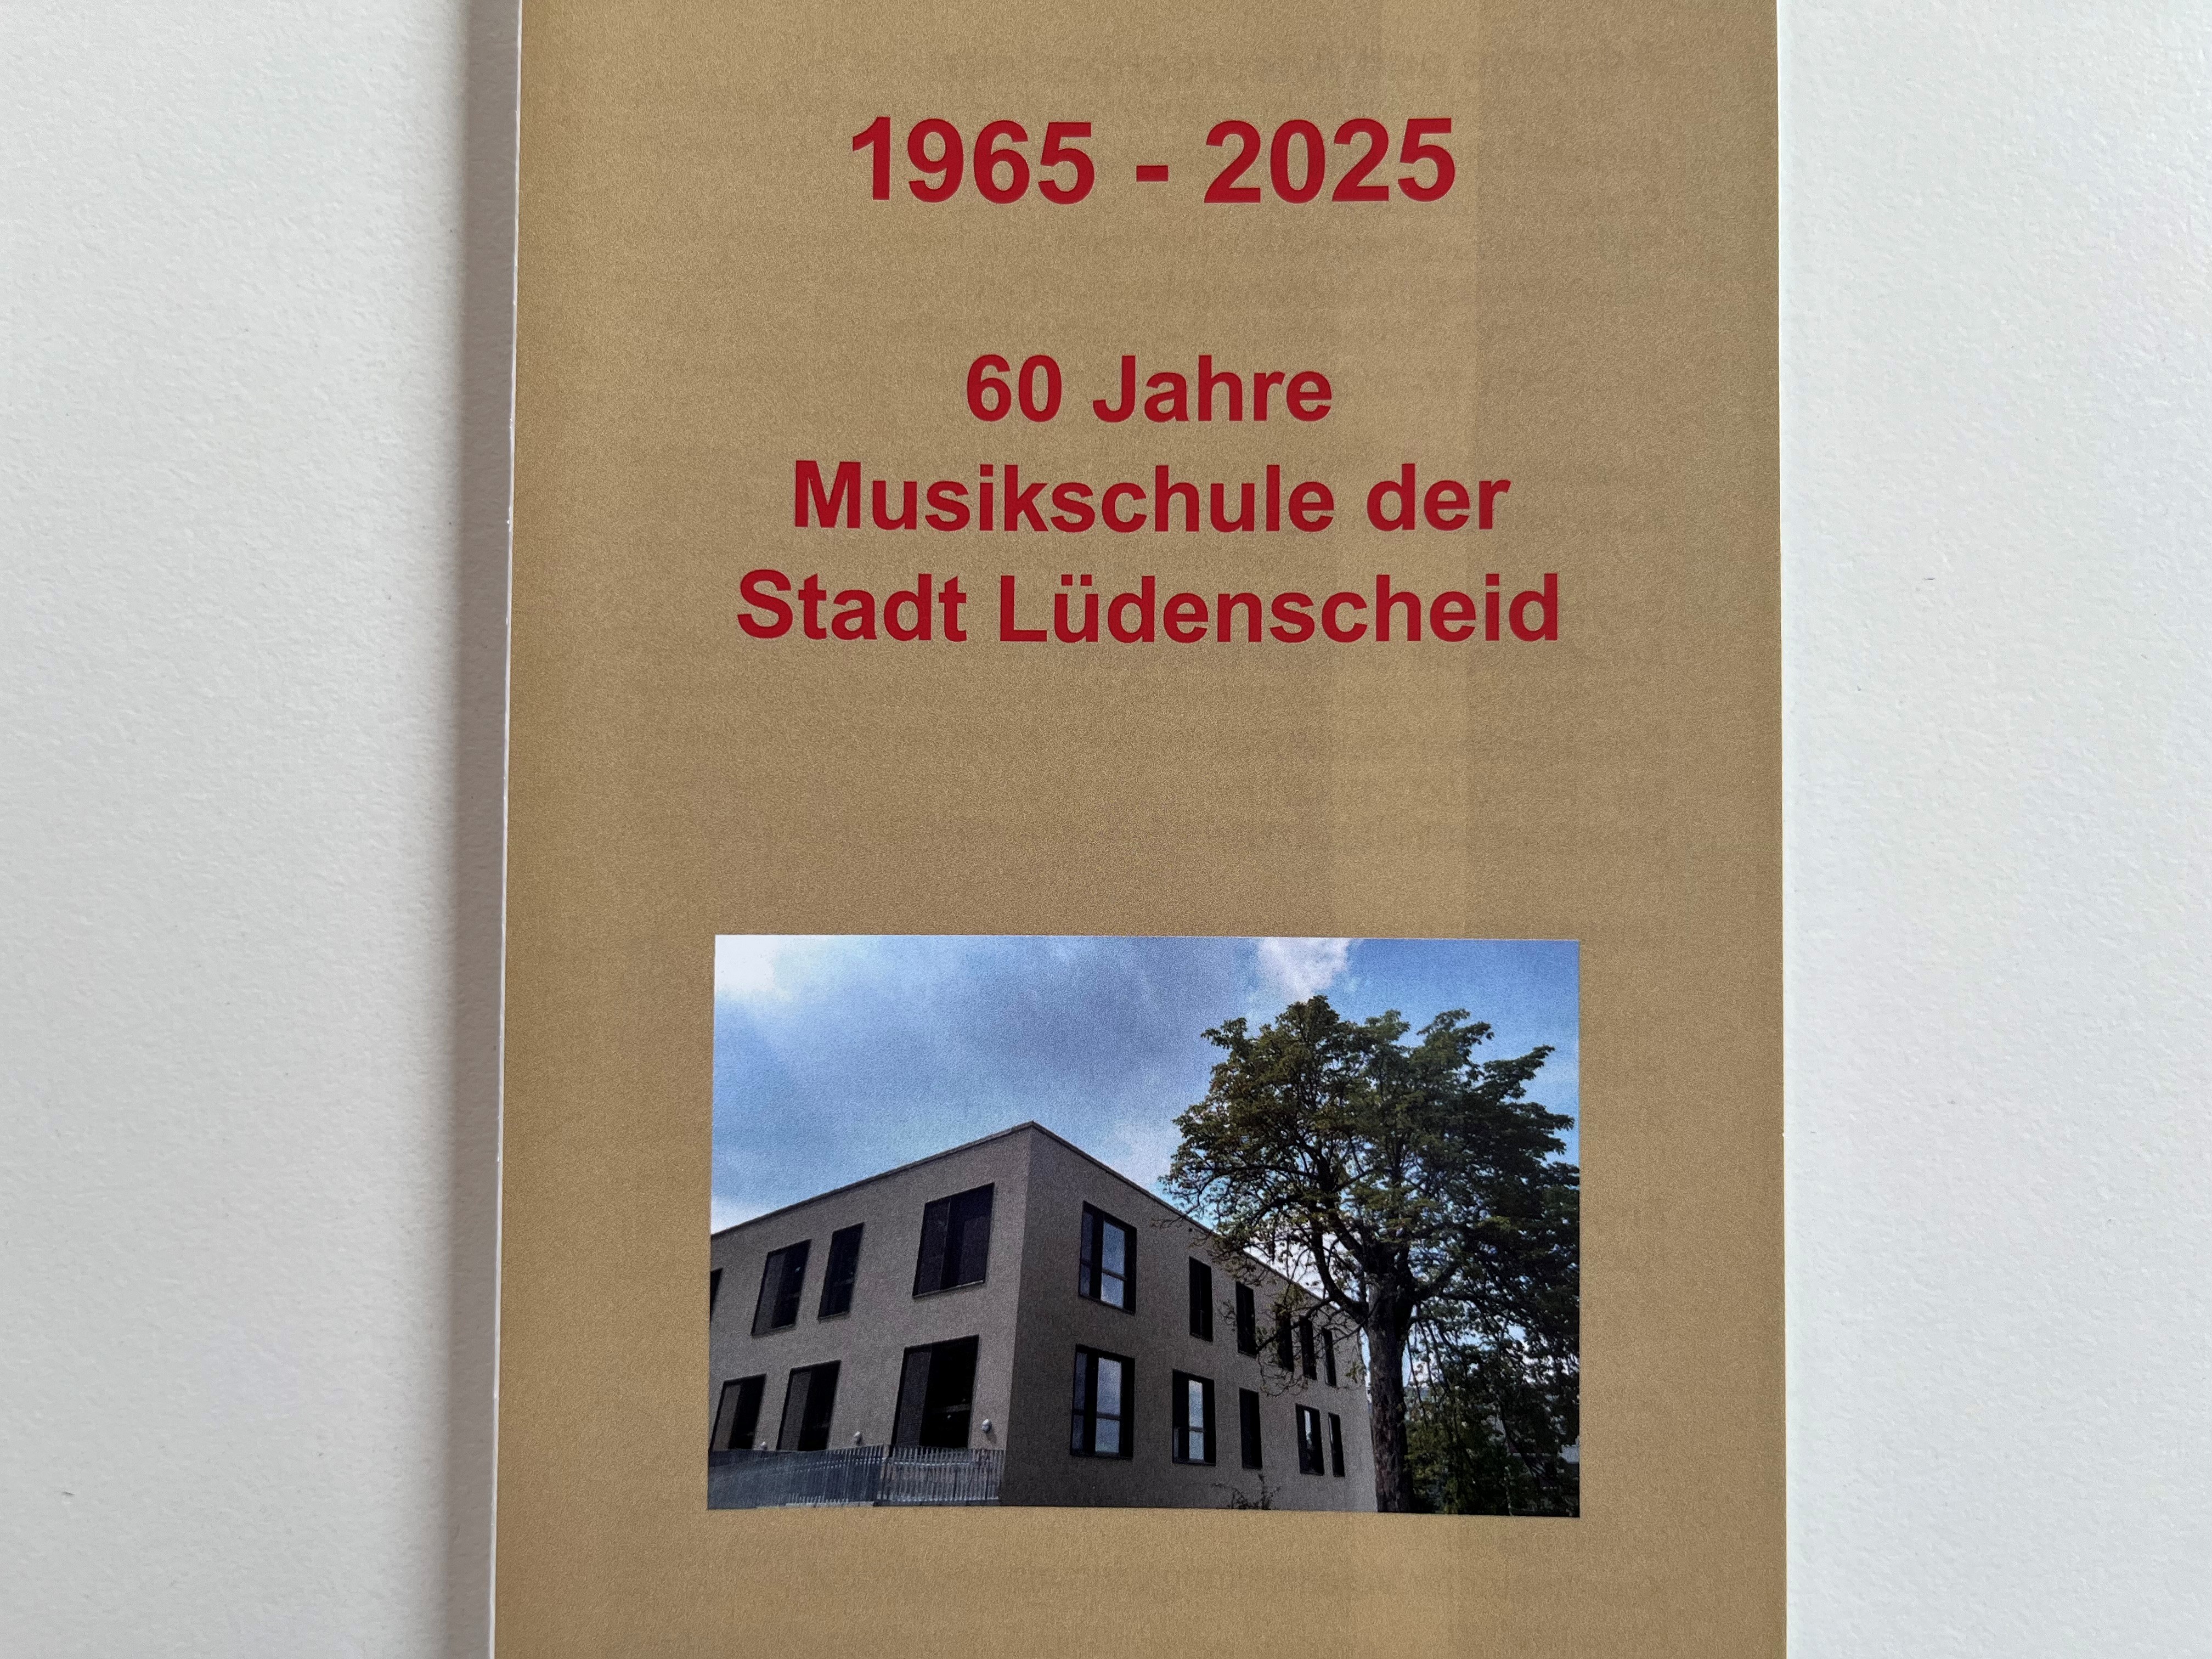 1965 - 2025
60 Jahre
Musikschule der
Stadt Lüdenscheid